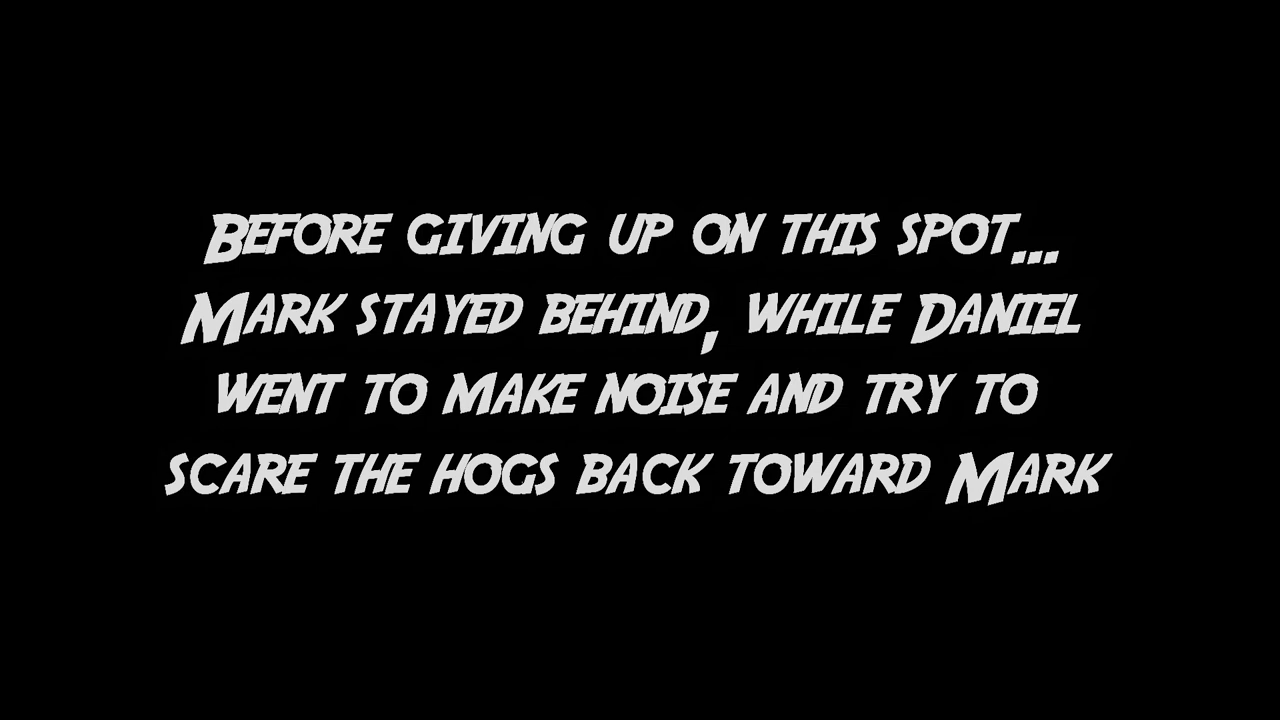 Before giving up on this spot...
Mark stayed behind, while Daniel
went to make noise and try to
scare the hogs back toward Mark